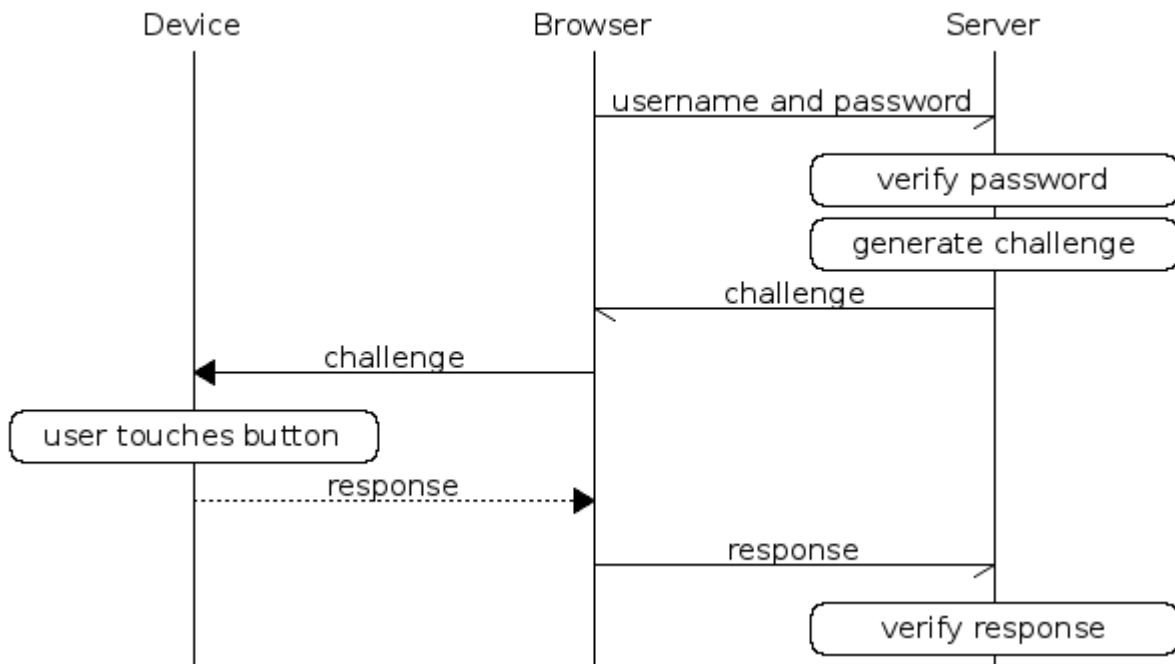 Device Browser Server
username and password
verify password
generate challenge
challenge
challenge
user touches button
response
response
verify response